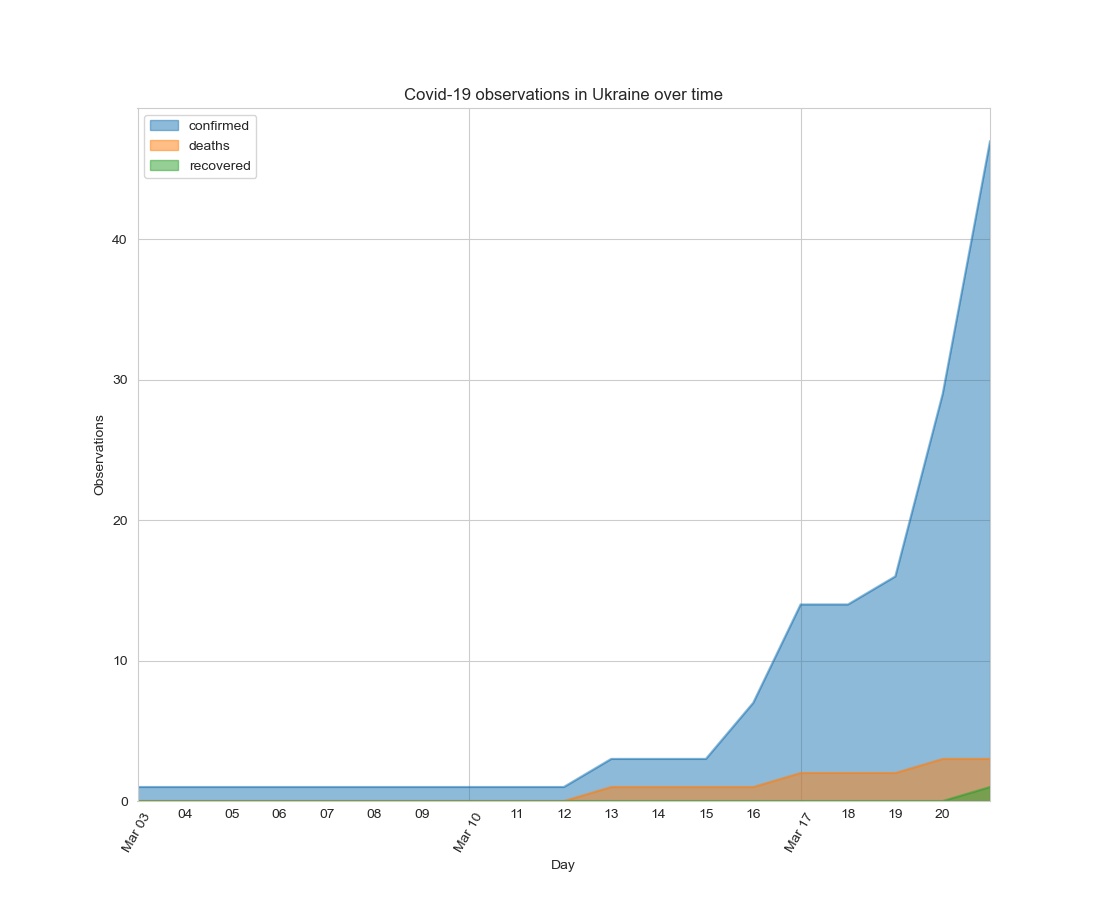 Covid-19 observations in Ukraine over time
confirmed
deaths
recovered
40
30
20
10
0
Observations
Mar 03
04
05
06
07
08
09
Mar 10
11
12
13
14
15
16
Mar 17
18
19
20
Day